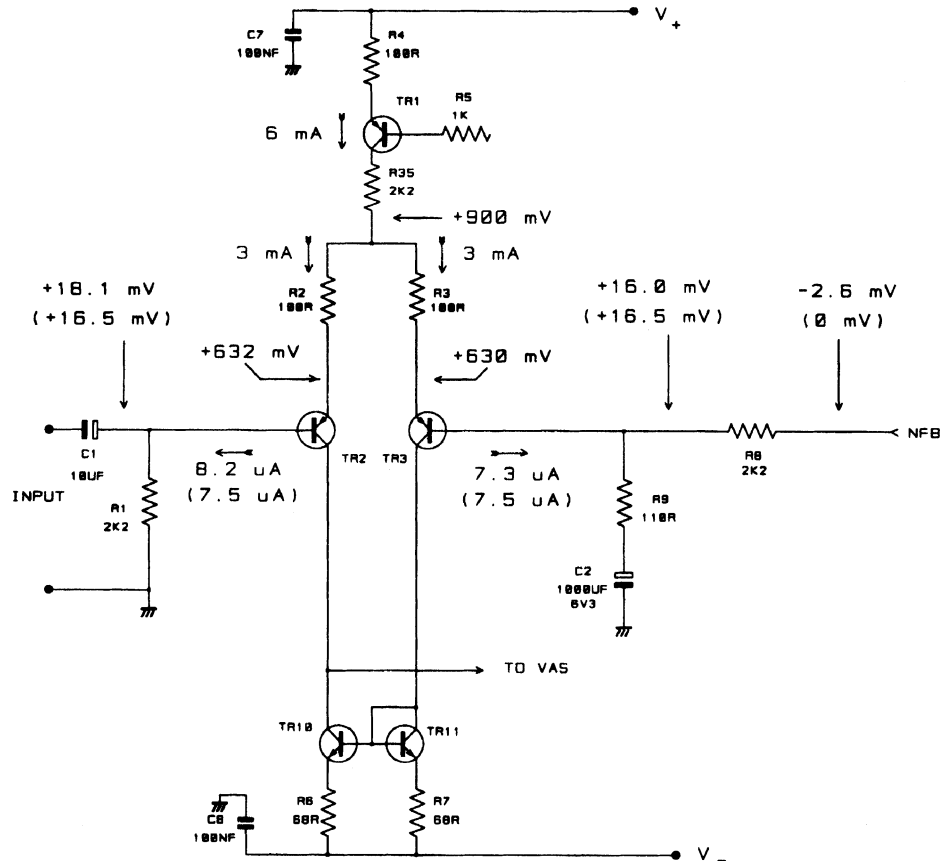 V+
C7
100NF
R4
100R
TR1
R5
1K
6 mA
R35
2K2
+900 mV
3 mA
3 mA
R2
100R
R3
100R
+18.1 mV
(+16.5 mV)
+16.0 mV
(+16.5 mV)
-2.6 mV
(0 mV)
+632 mV
+630 mV
NFB
C1
10UF
TR2
TR3
R8
2K2
8.2 uA
(7.5 uA)
7.3 uA
(7.5 uA)
INPUT
R1
2K2
R9
110R
C2
1000UF
6V3
TO VAS
TR10
TR11
C8
100NF
R6
68R
R7
68R
V-